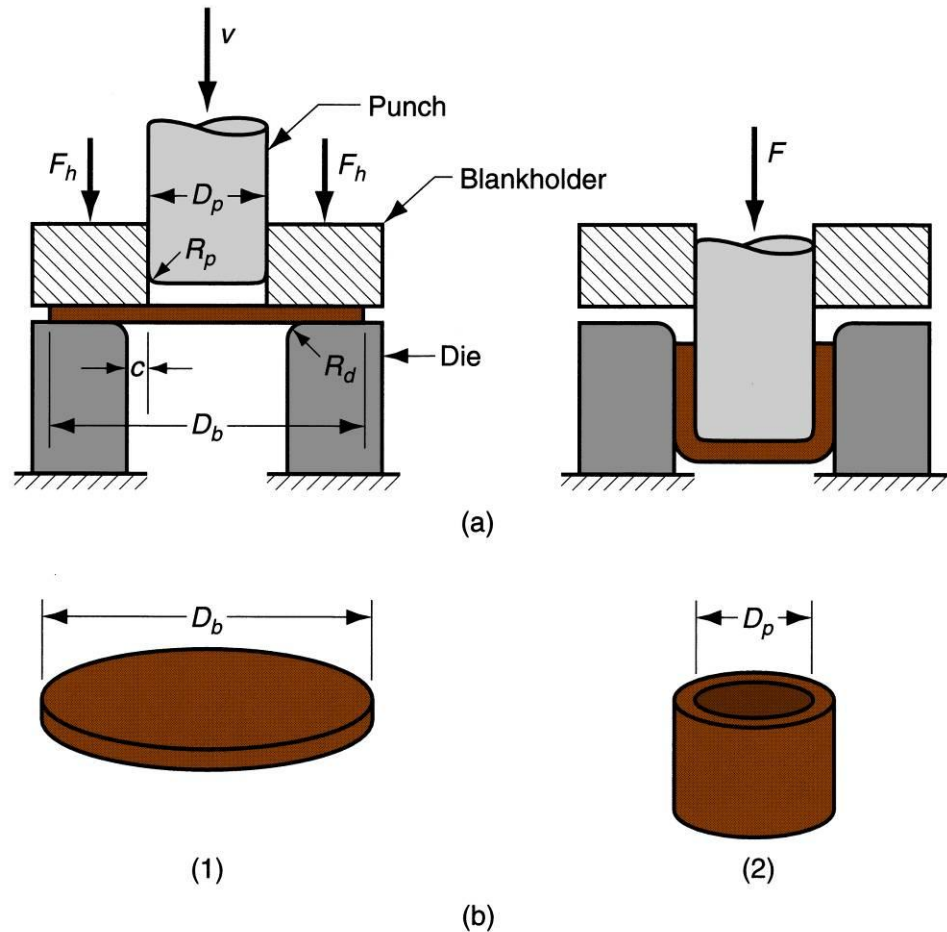 v
Punch
F_h
F_h
D_p
Blankholder
F
R_p
Die
c
R_d
D_b
(a)
D_b
D_p
(1)
(2)
(b)